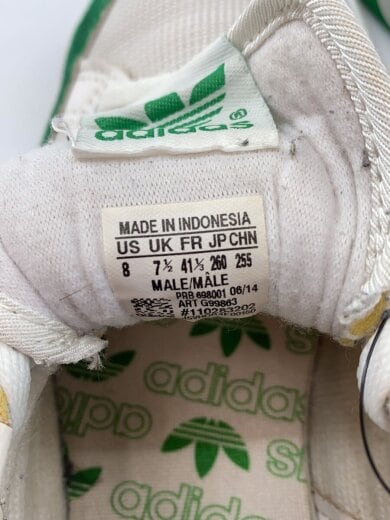 adidas®
MADE IN INDONESIA
US UK FR JP CHN
8 7½ 41⅓ 260 255
MALE/MÂLE
PRB 698001 06/14
ART G99863
#110283202
adidas
adidas